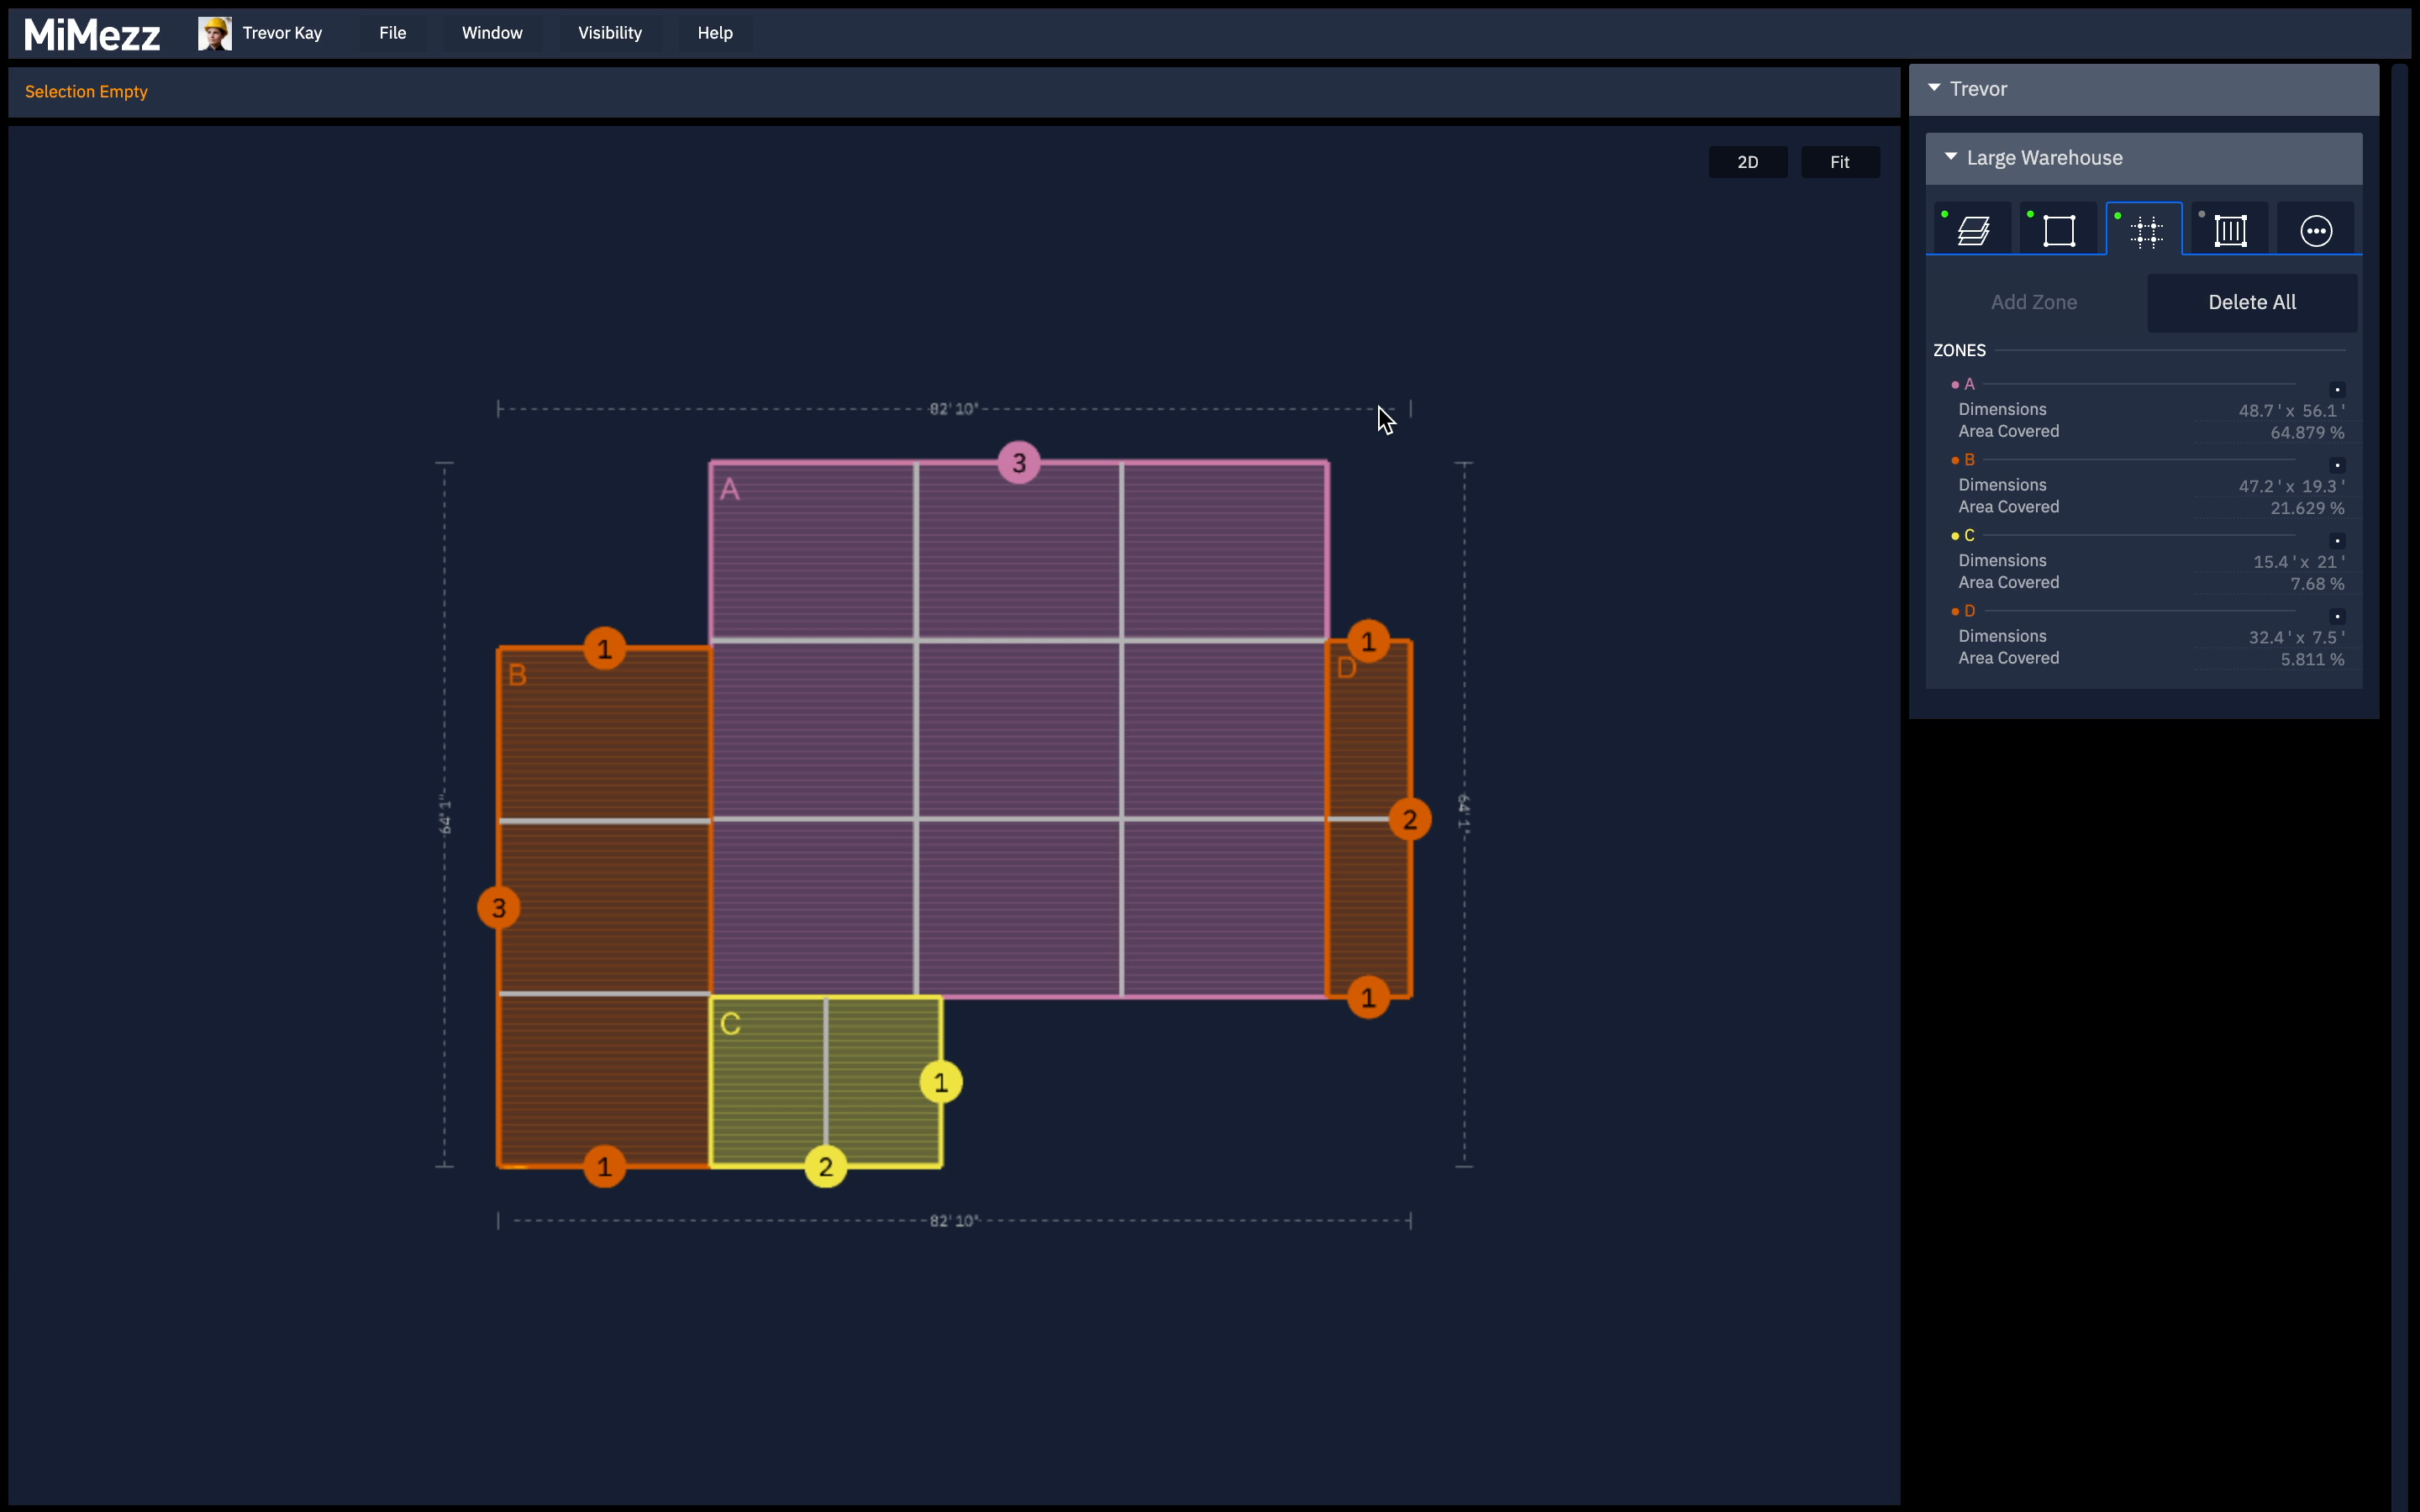 MiMezz
Trevor Kay
File
Window
Visibility
Help
Selection Empty
2D
Fit
82' 10"
3
A
1
B
1
D
64' 1"
64' 1"
2
3
1
C
1
1
2
82' 10"
Trevor
Large Warehouse
Add Zone
Delete All
ZONES
A
Dimensions 48.7 ' x 56.1 '
Area Covered 64.879 %
B
Dimensions 47.2 ' x 19.3 '
Area Covered 21.629 %
C
Dimensions 15.4 ' x 21 '
Area Covered 7.68 %
D
Dimensions 32.4 ' x 7.5 '
Area Covered 5.811 %